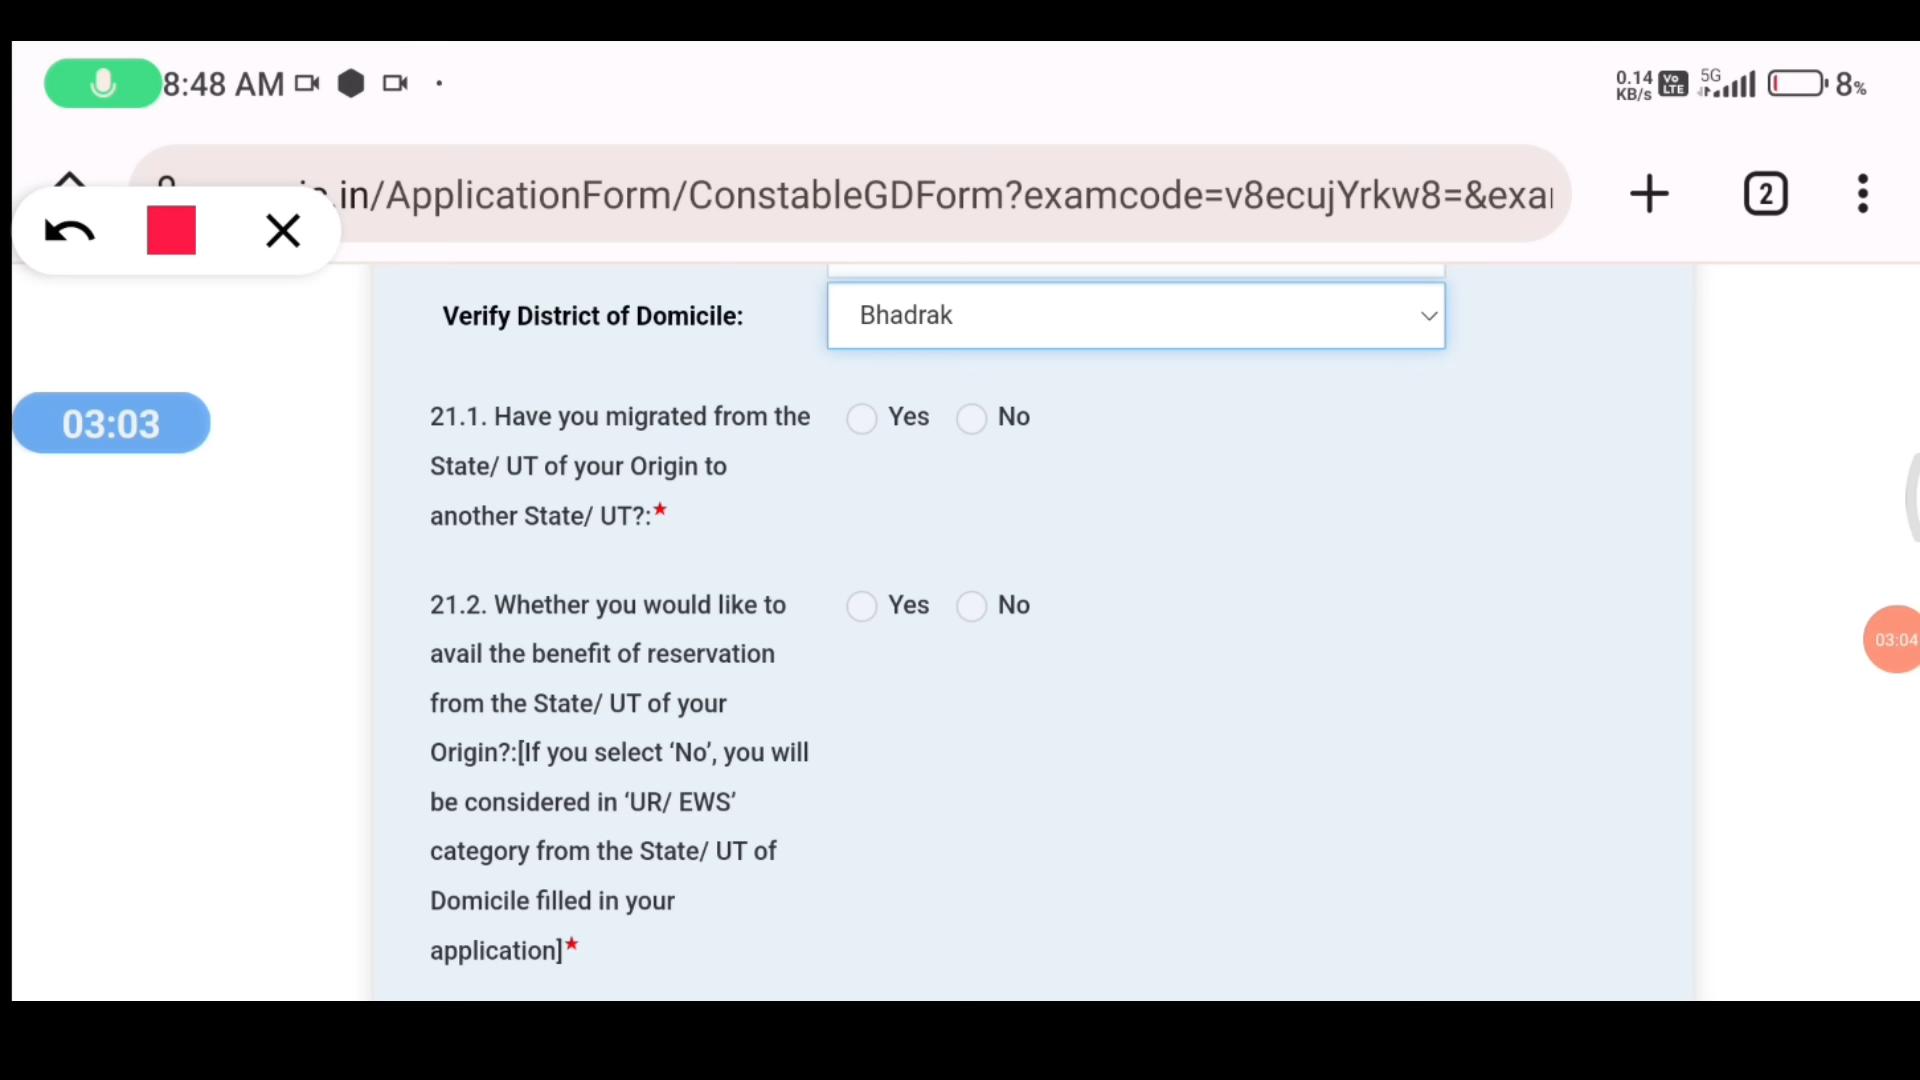 8:48 AM
0.14 KB/s
Vo LTE
5G
8%
.in/ApplicationForm/ConstableGDForm?examcode=v8ecujYrkw8=&exa
2
Verify District of Domicile:
Bhadrak
03:03
21.1. Have you migrated from the
State/ UT of your Origin to
another State/ UT?:*
Yes No
21.2. Whether you would like to
avail the benefit of reservation
from the State/ UT of your
Origin?:[If you select ‘No’, you will
be considered in ‘UR/ EWS’
category from the State/ UT of
Domicile filled in your
application]*
Yes No
03:04